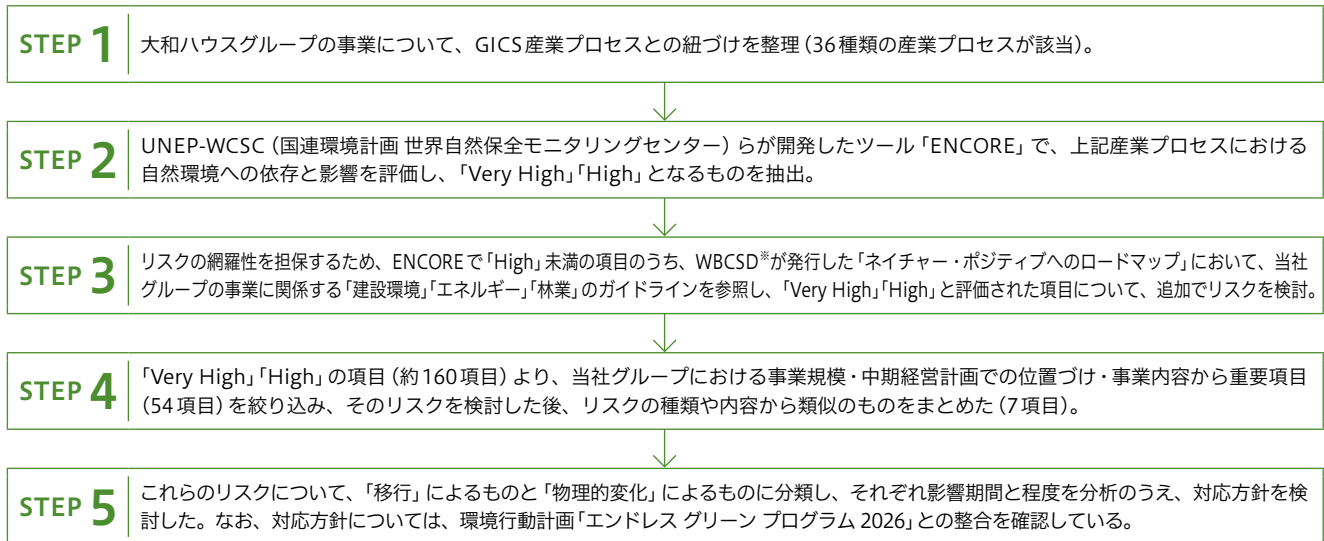 STEP 1
大和ハウスグループの事業について、GICS産業プロセスとの紐づけを整理（36種類の産業プロセスが該当）。
STEP 2
UNEP-WCSC（国連環境計画 世界自然保全モニタリングセンター）らが開発したツール「ENCORE」で、上記産業プロセスにおける
自然環境への依存と影響を評価し、「Very High」「High」となるものを抽出。
STEP 3
リスクの網羅性を担保するため、ENCOREで「High」未満の項目のうち、WBCSD※が発行した「ネイチャー・ポジティブへのロードマップ」において、当社
グループの事業に関係する「建設環境」「エネルギー」「林業」のガイドラインを参照し、「Very High」「High」と評価された項目について、追加でリスクを検討。
STEP 4
「Very High」「High」の項目（約160項目）より、当社グループにおける事業規模・中期経営計画での位置づけ・事業内容から重要項目
（54項目）を絞り込み、そのリスクを検討した後、リスクの種類や内容から類似のものをまとめた（7項目）。
STEP 5
これらのリスクについて、「移行」によるものと「物理的変化」によるものに分類し、それぞれ影響期間と程度を分析のうえ、対応方針を検
討した。なお、対応方針については、環境行動計画「エンドレス グリーン プログラム 2026」との整合を確認している。